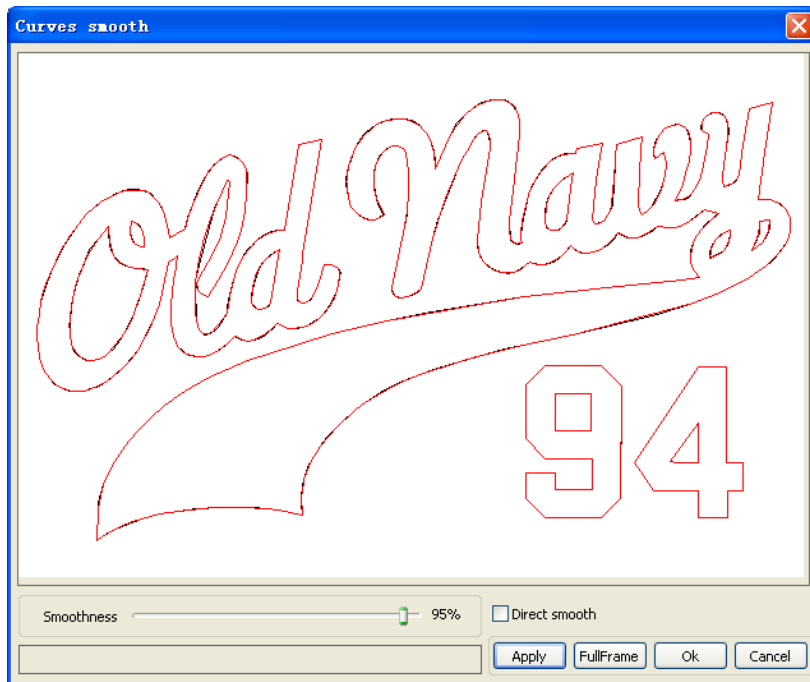 Curves smooth
Old Navy
94
Smoothness 95% Direct smooth
Apply FullFrame Ok Cancel